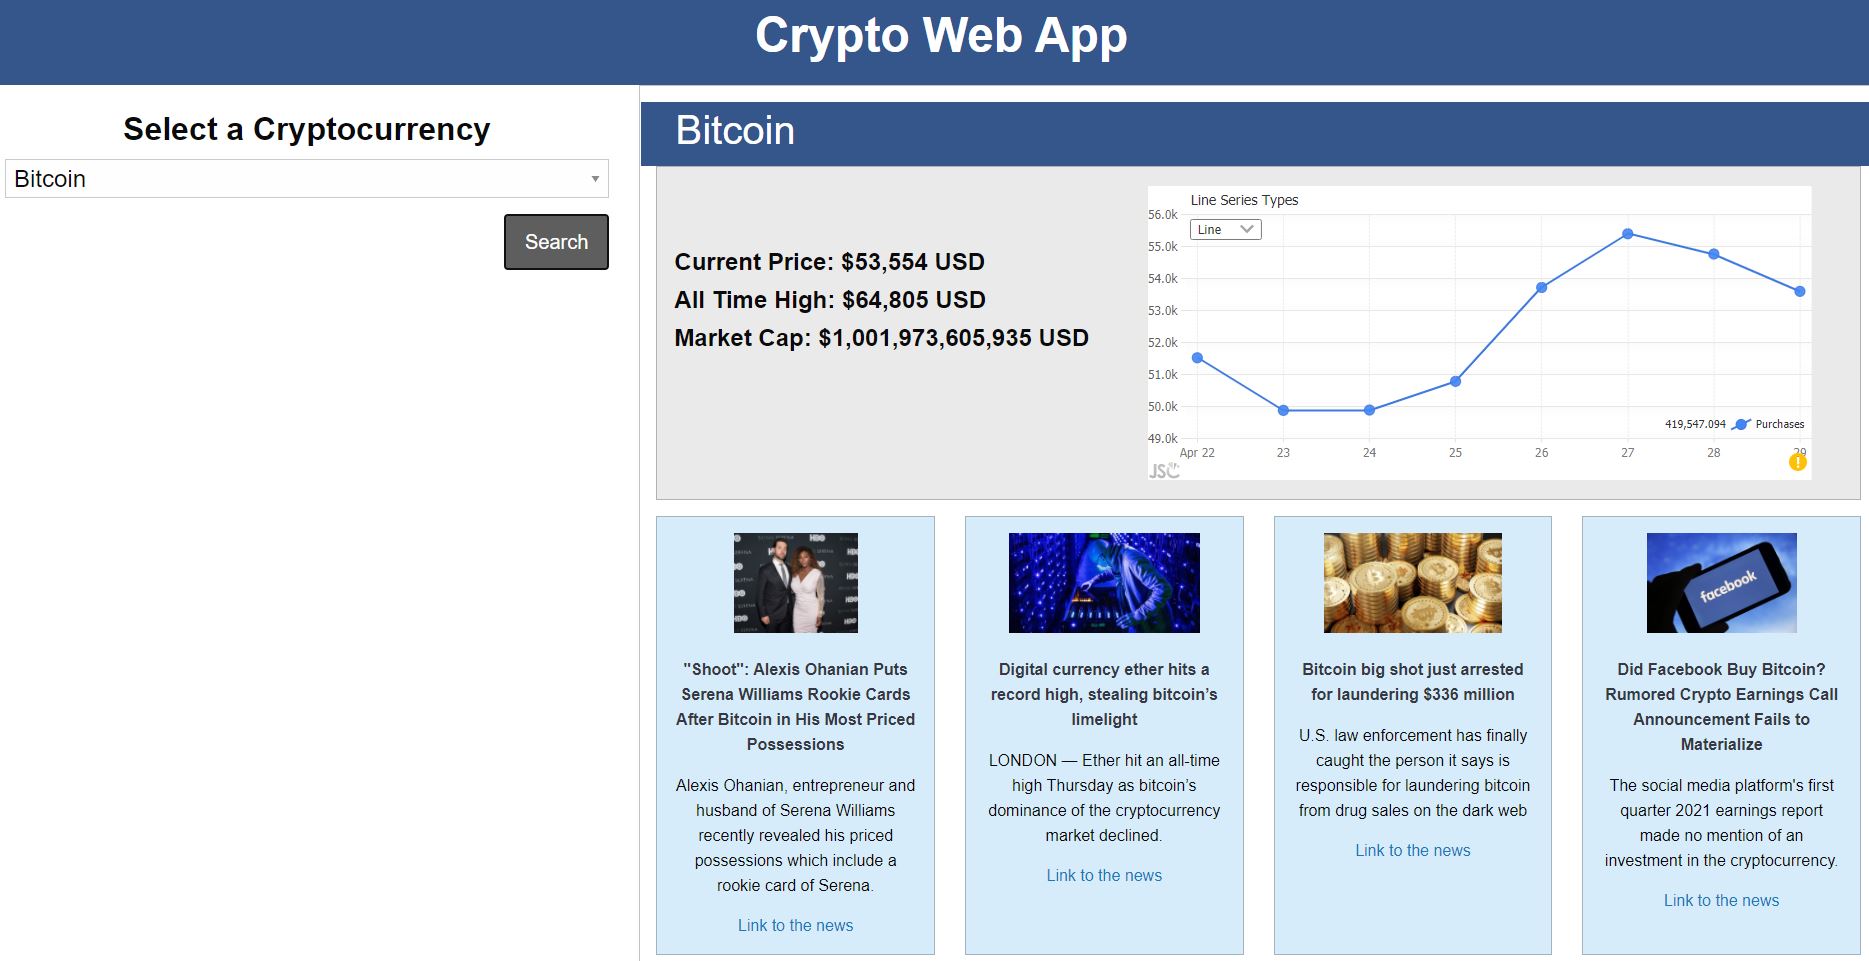 Crypto Web App
Select a Cryptocurrency
Bitcoin
Search
Bitcoin
Current Price: $53,554 USD
All Time High: $64,805 USD
Market Cap: $1,001,973,605,935 USD
Line Series Types
Line
56.0k
55.0k
54.0k
53.0k
52.0k
51.0k
50.0k
49.0k
419,547.094 Purchases
Apr 22 23 24 25 26 27 28 29
JSC
HBO
HBO
HBO
HBO
facebook
"Shoot": Alexis Ohanian Puts
Serena Williams Rookie Cards
After Bitcoin in His Most Priced
Possessions
Alexis Ohanian, entrepreneur and
husband of Serena Williams
recently revealed his priced
possessions which include a
rookie card of Serena.
Link to the news
Digital currency ether hits a
record high, stealing bitcoin’s
limelight
LONDON — Ether hit an all-time
high Thursday as bitcoin’s
dominance of the cryptocurrency
market declined.
Link to the news
Bitcoin big shot just arrested
for laundering $336 million
U.S. law enforcement has finally
caught the person it says is
responsible for laundering bitcoin
from drug sales on the dark web
Link to the news
Did Facebook Buy Bitcoin?
Rumored Crypto Earnings Call
Announcement Fails to
Materialize
The social media platform's first
quarter 2021 earnings report
made no mention of an
investment in the cryptocurrency.
Link to the news